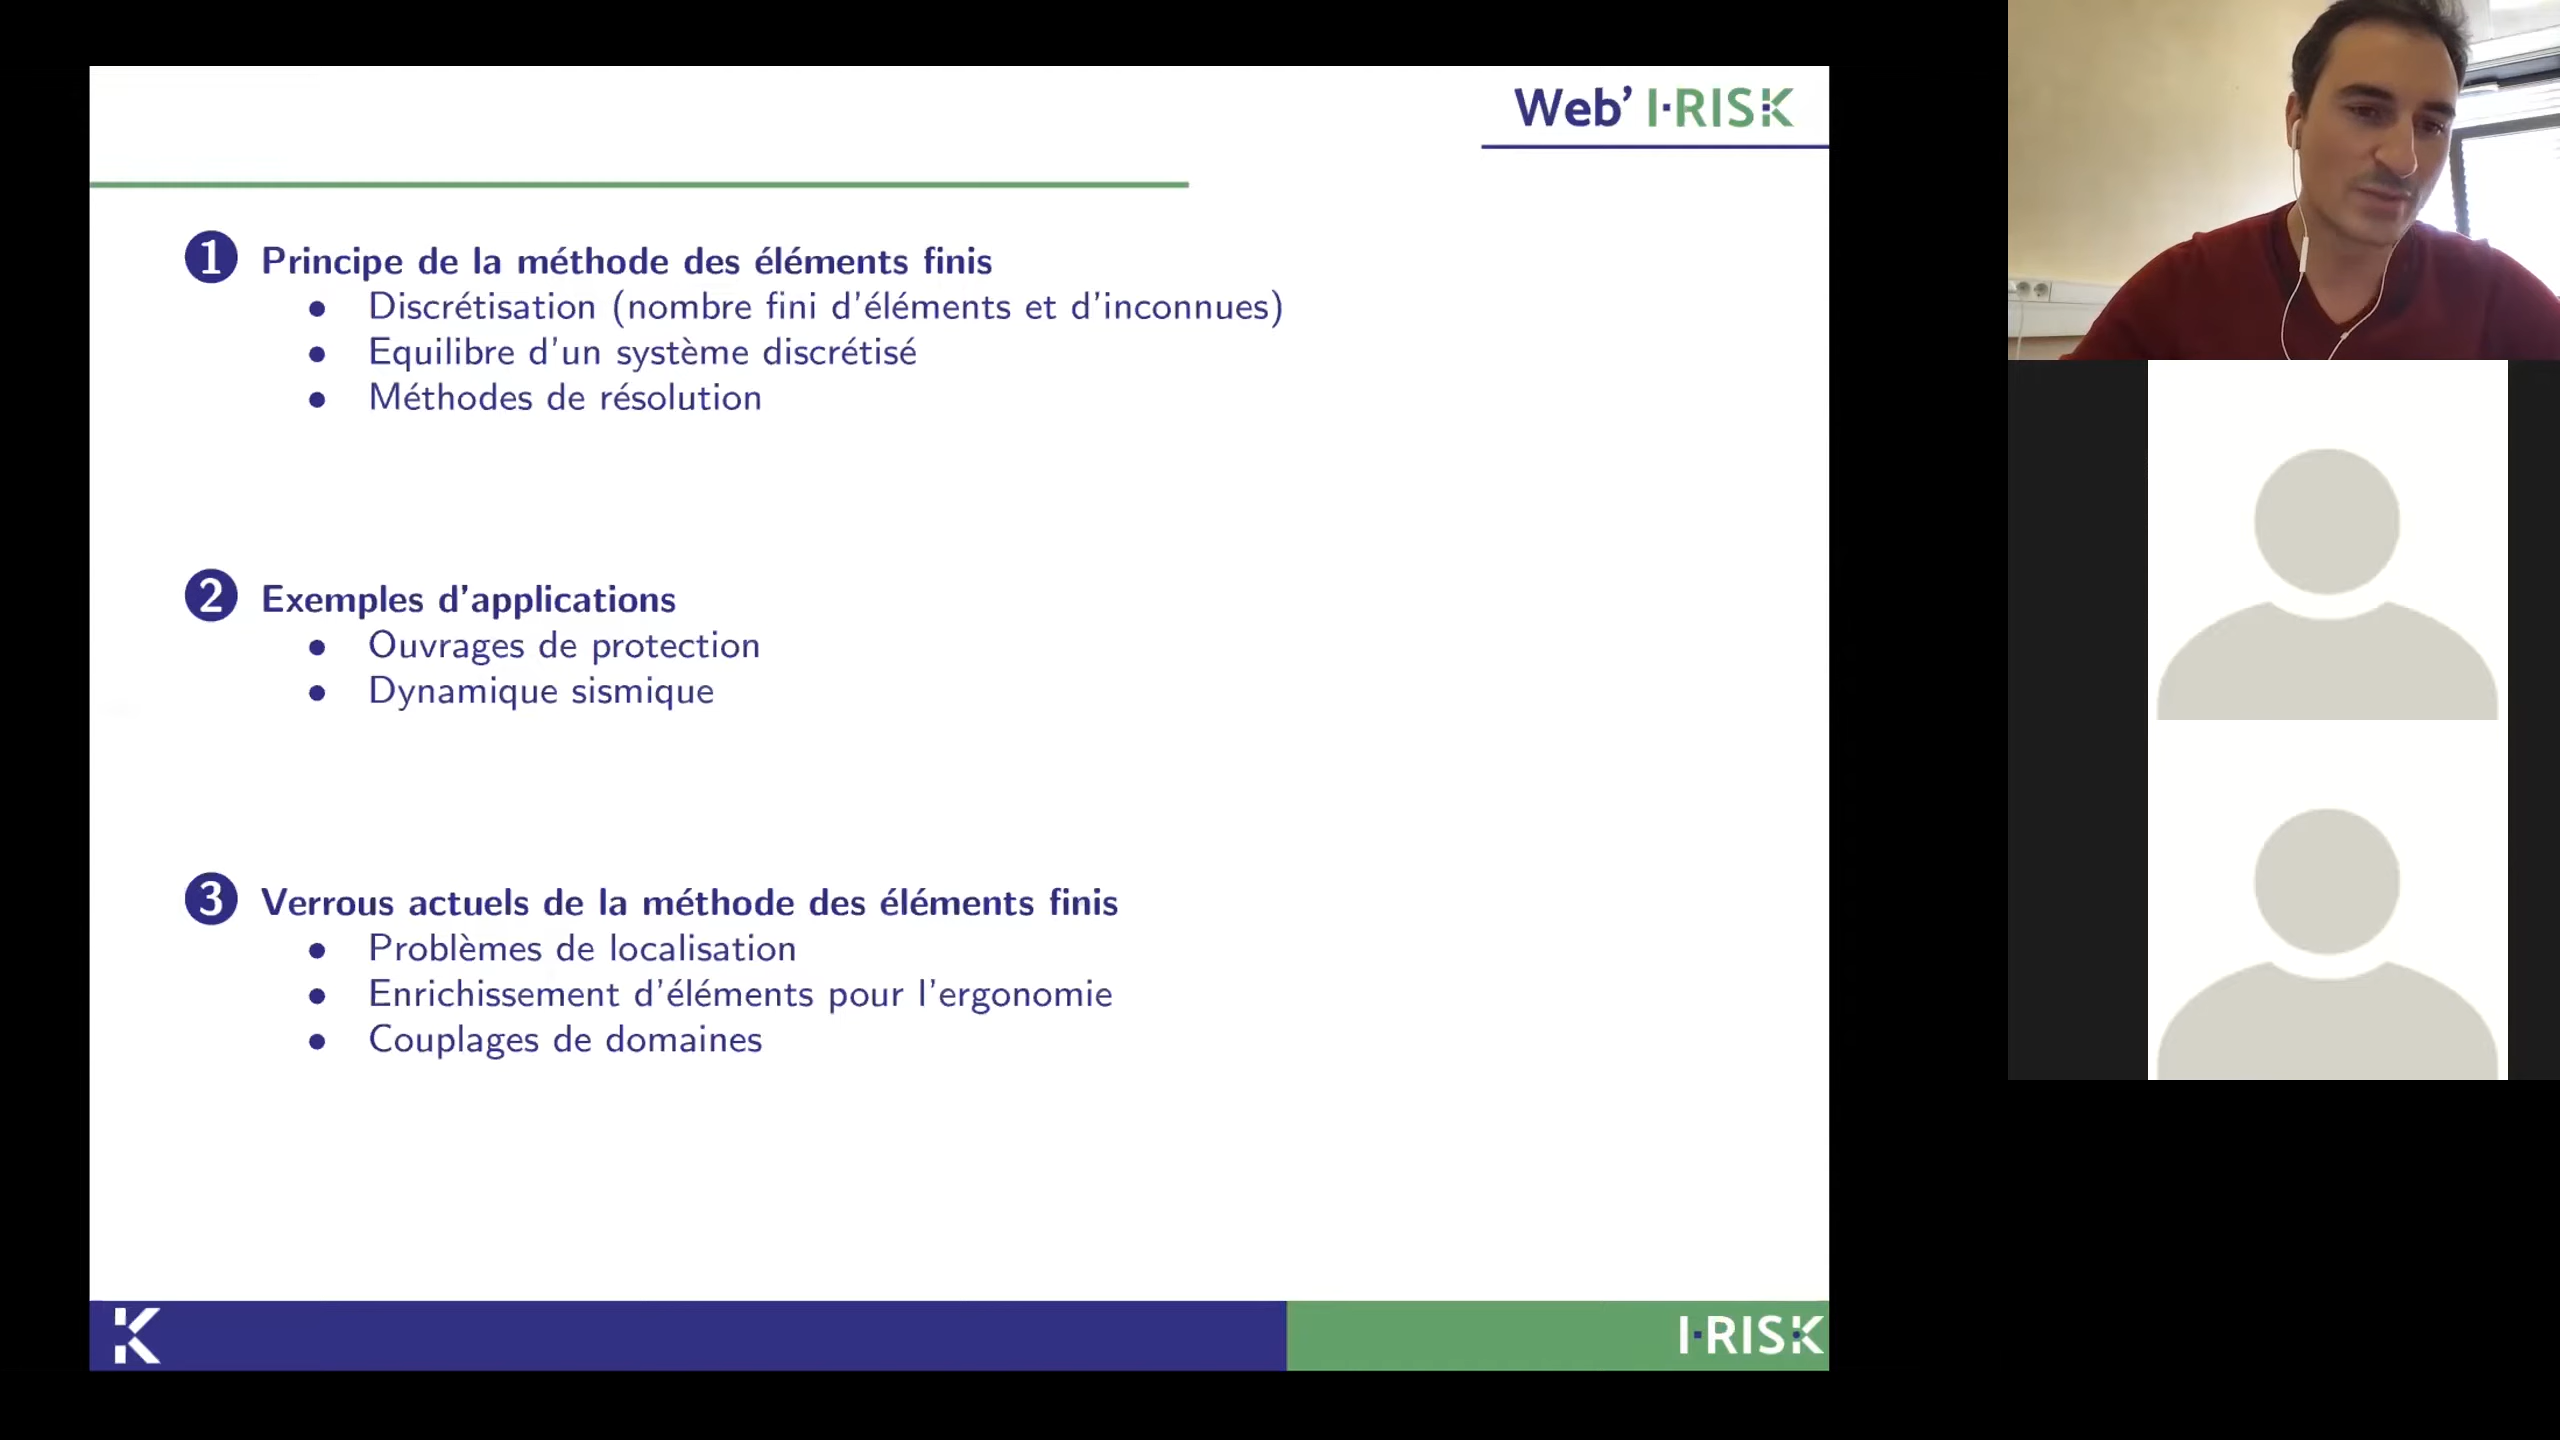 Web' I·RISK
1 Principe de la méthode des éléments finis
• Discrétisation (nombre fini d'éléments et d'inconnues)
• Equilibre d'un système discrétisé
• Méthodes de résolution
2 Exemples d'applications
• Ouvrages de protection
• Dynamique sismique
3 Verrous actuels de la méthode des éléments finis
• Problèmes de localisation
• Enrichissement d'éléments pour l'ergonomie
• Couplages de domaines
K I·RISK